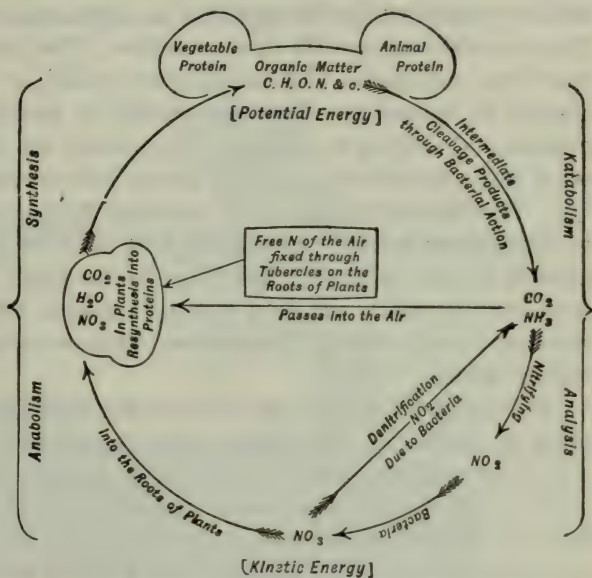 Vegetable
Protein
Organic Matter
C. H. O. N. & c.
Animal
Protein
[Potential Energy]
Intermediate
Cleavage Products
through Bacterial Action
Synthesis
Katabolism
Free N of the Air
fixed through
Tubercles on the
Roots of Plants
CO2
H2O
NO3
In Plants
Resynthesis Into
Proteins
Passes into the Air
CO2
NH3
Nitrifying
Denitrification
NO2
Due to Bacteria
Anabolism
Analysis
Into the Roots of Plants
NO2
Bacteria
NO3
[Kinetic Energy]